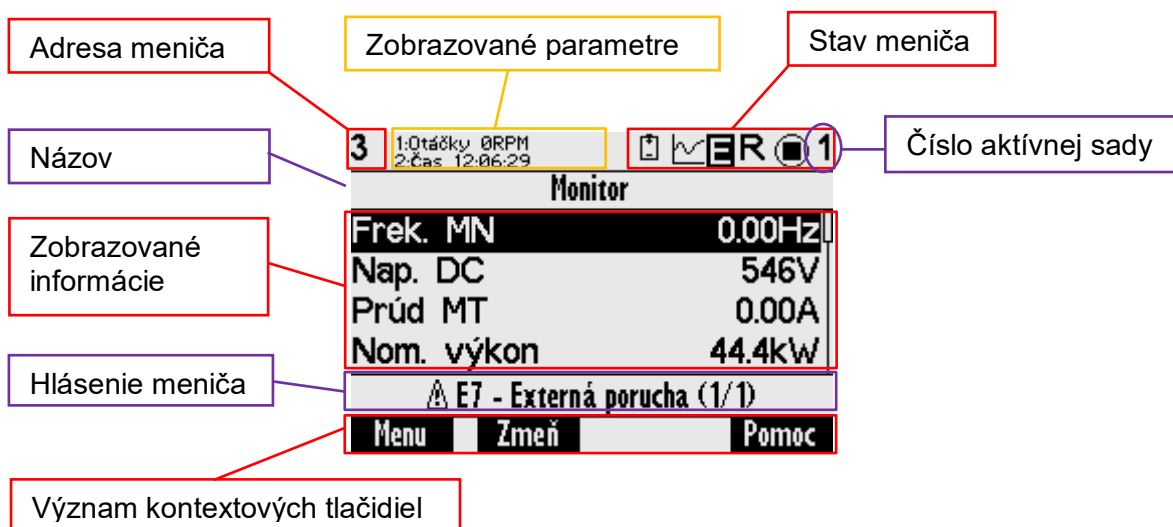 Adresa meniča
Zobrazované parametre
Stav meniča
Názov
3
1:Otáčky 0RPM
2:Čas 12:06:29
E R 1
Číslo aktívnej sady
Monitor
Zobrazované
informácie
Frek. MN 0.00Hz
Nap. DC 546V
Prúd MT 0.00A
Nom. výkon 44.4kW
Hlásenie meniča
E7 - Externá porucha (1/1)
Menu Zmeň Pomoc
Význam kontextových tlačidiel